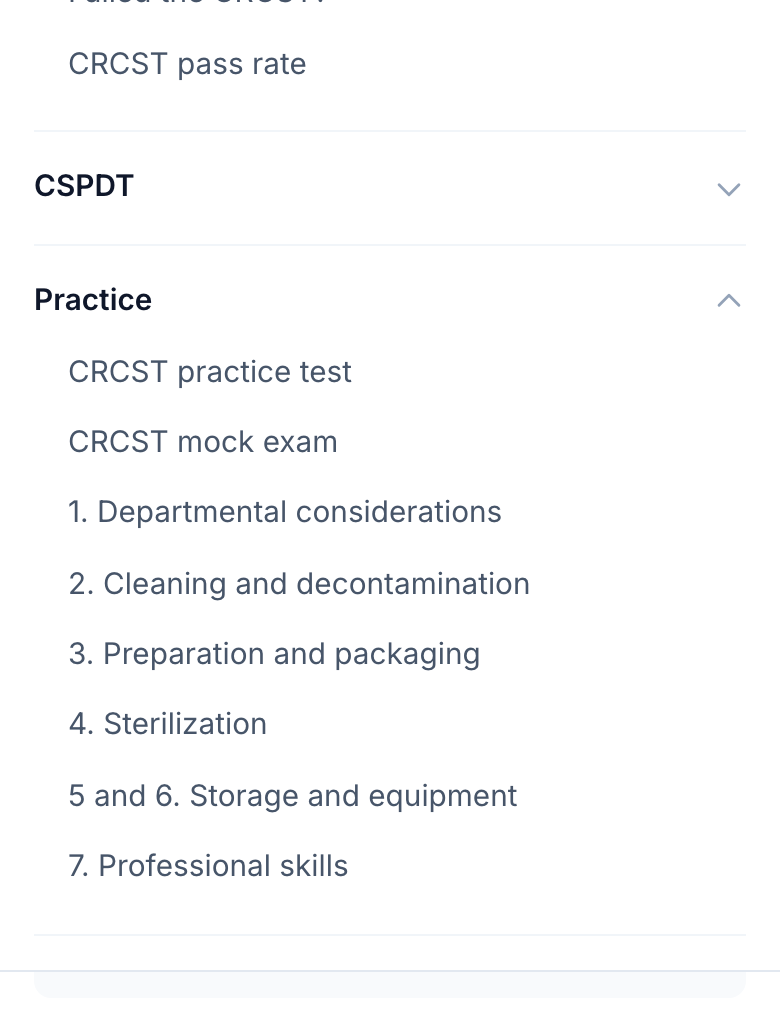 CRCST pass rate
CSPDT
Practice
CRCST practice test
CRCST mock exam
1. Departmental considerations
2. Cleaning and decontamination
3. Preparation and packaging
4. Sterilization
5 and 6. Storage and equipment
7. Professional skills